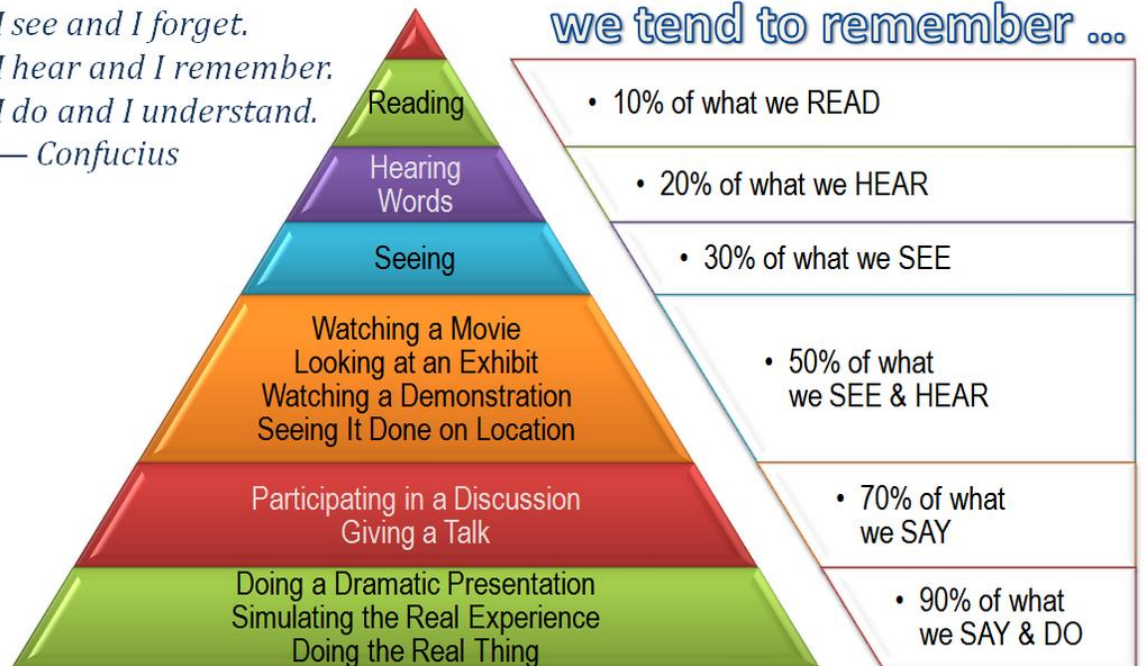 I see and I forget.
I hear and I remember.
I do and I understand.
— Confucius
we tend to remember ...
Reading
• 10% of what we READ
Hearing
Words
• 20% of what we HEAR
Seeing
• 30% of what we SEE
Watching a Movie
Looking at an Exhibit
Watching a Demonstration
Seeing It Done on Location
• 50% of what
we SEE & HEAR
Participating in a Discussion
Giving a Talk
• 70% of what
we SAY
Doing a Dramatic Presentation
Simulating the Real Experience
Doing the Real Thing
• 90% of what
we SAY & DO